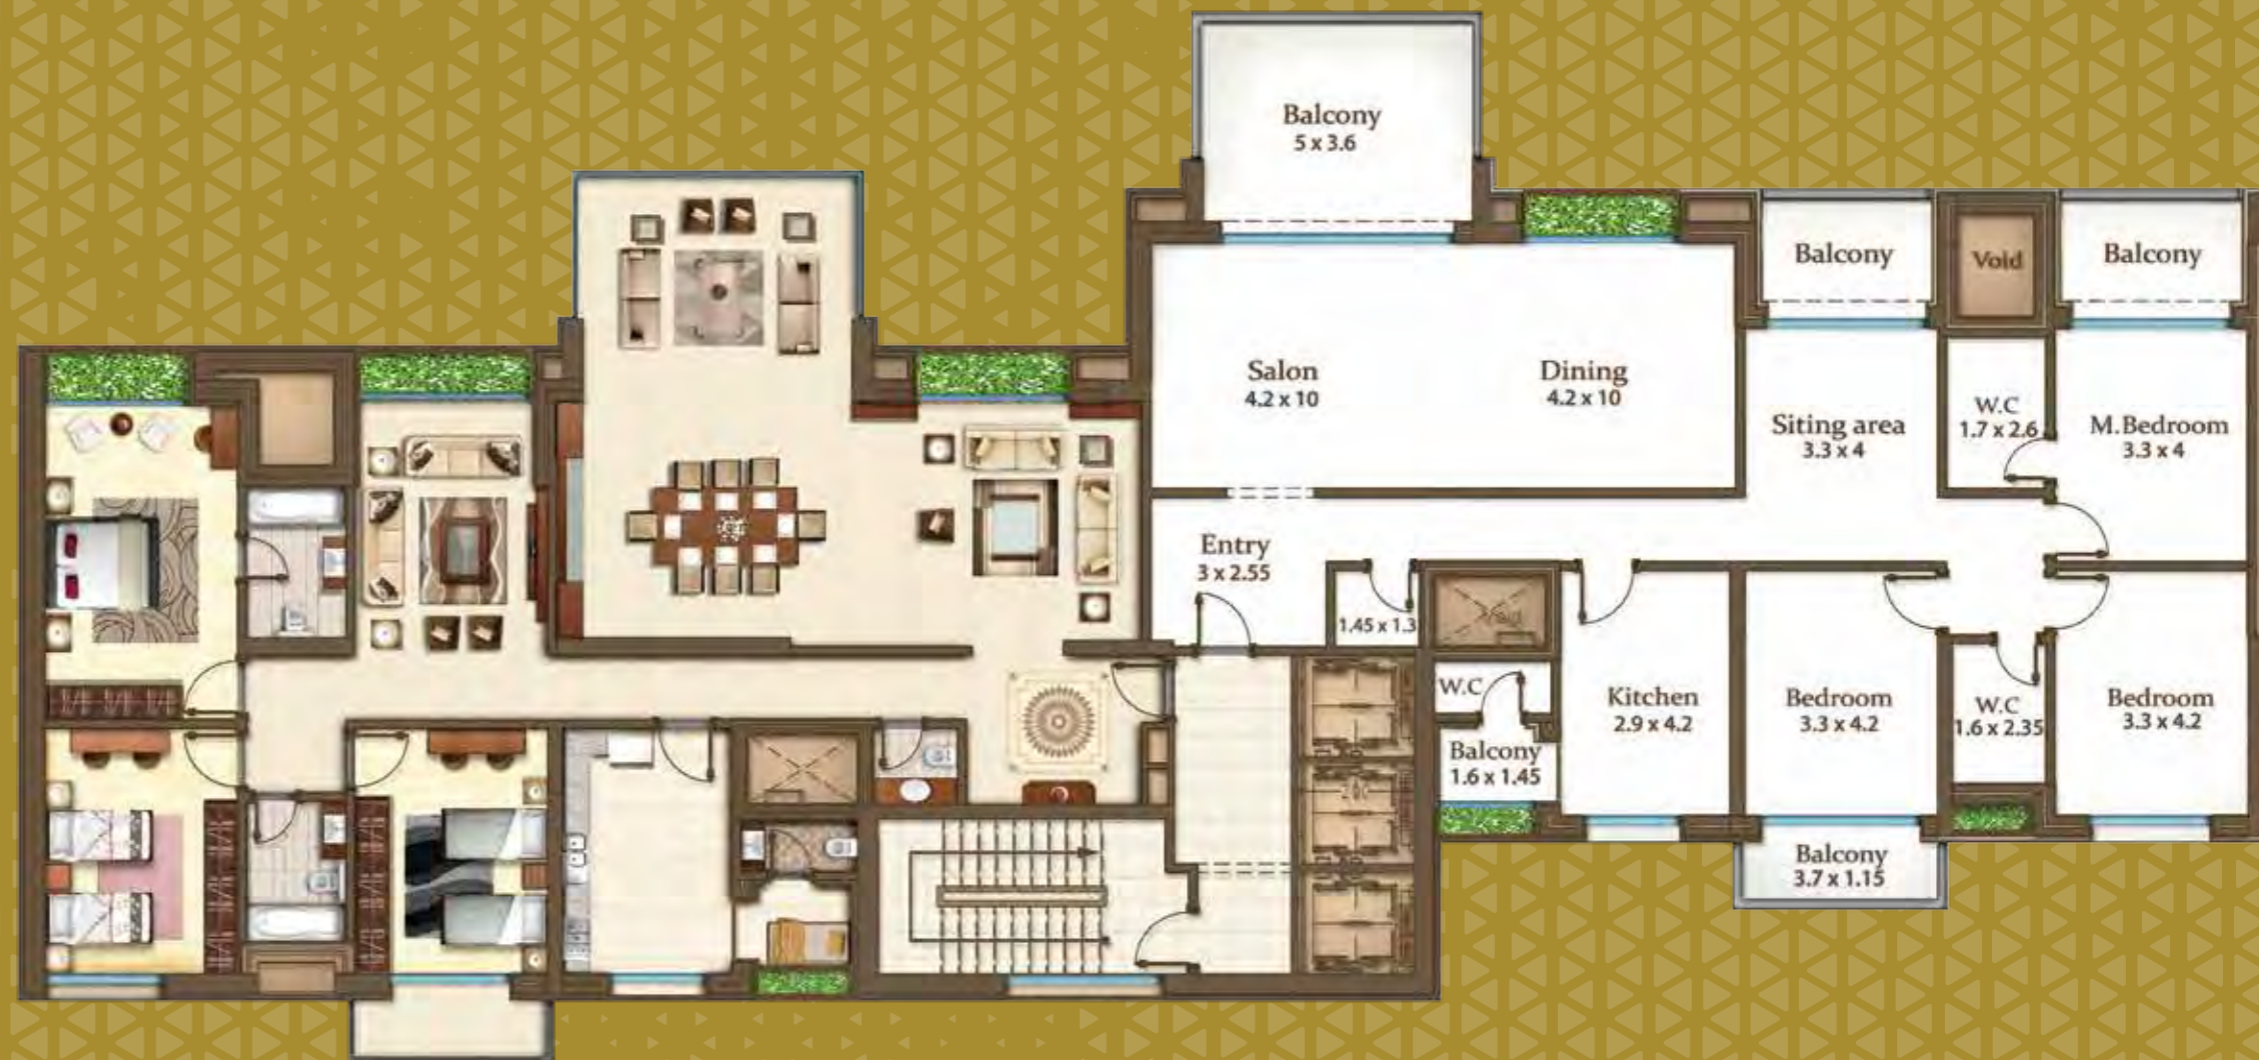 Balcony
5 x 3.6
Balcony
Void
Balcony
Salon
4.2 x 10
Dining
4.2 x 10
Siting area
3.3 x 4
W.C
1.7 x 2.6
M.Bedroom
3.3 x 4
Entry
3 x 2.55
1.45 x 1.3
Void
W.C
Kitchen
2.9 x 4.2
Bedroom
3.3 x 4.2
W.C
1.6 x 2.35
Bedroom
3.3 x 4.2
Balcony
1.6 x 1.45
Balcony
3.7 x 1.15